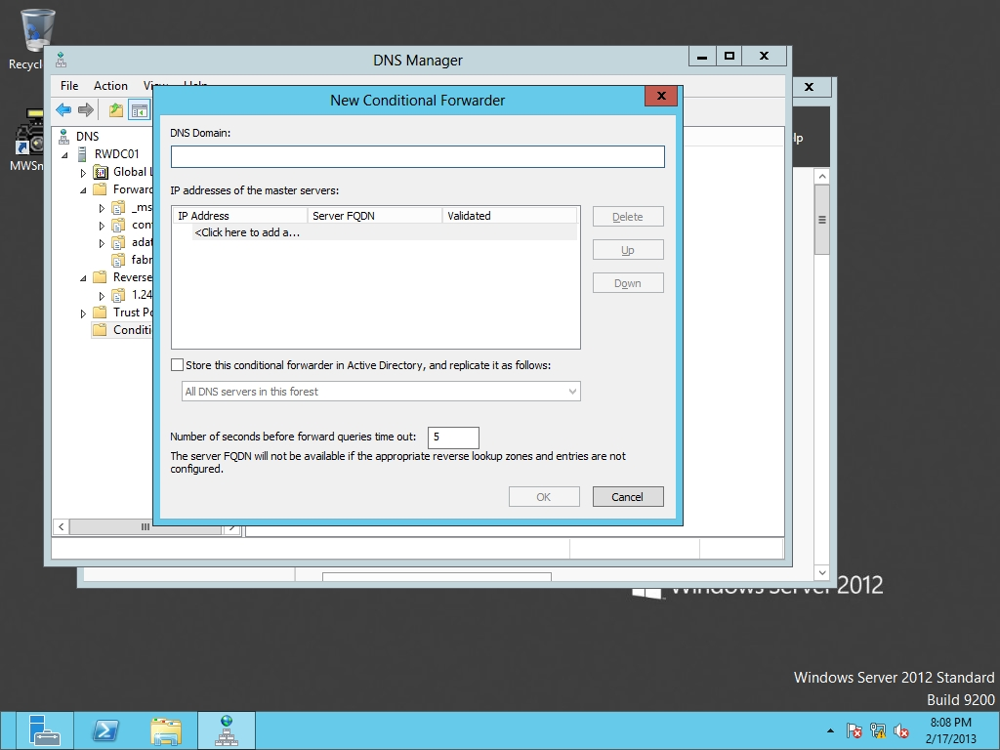 Recycl
DNS Manager
File Action View Help
New Conditional Forwarder
DNS Domain:
DNS
RWDC01
Global L
Forward
_ms
con
adat
fabr
Reverse
1.24
Trust Po
Conditi
MWSn
IP addresses of the master servers:
IP Address Server FQDN Validated
<Click here to add a...
Delete
Up
Down
Store this conditional forwarder in Active Directory, and replicate it as follows:
All DNS servers in this forest
Number of seconds before forward queries time out: 5
The server FQDN will not be available if the appropriate reverse lookup zones and entries are not
configured.
OK Cancel
lp
Windows Server 2012
Windows Server 2012 Standard
Build 9200
8:08 PM
2/17/2013